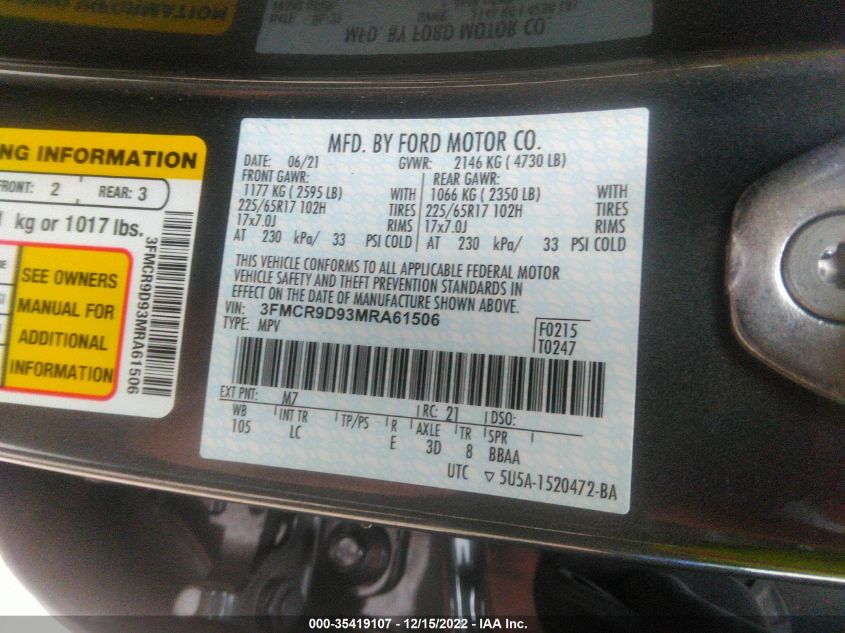 MFD. BY FORD MOTOR CO.
NG INFORMATION
FRONT: 2 REAR: 3
kg or 1017 lbs.
SEE OWNERS
MANUAL FOR
ADDITIONAL
INFORMATION
3FMCR9D93MRA61506
MFD. BY FORD MOTOR CO.
DATE: 06/21 GVWR: 2146 KG ( 4730 LB)
FRONT GAWR: REAR GAWR:
1177 KG ( 2595 LB) WITH 1066 KG ( 2350 LB) WITH
225/65R17 102H TIRES 225/65R17 102H TIRES
17x7.0J RIMS 17x7.0J RIMS
AT 230 kPa/ 33 PSI COLD AT 230 kPa/ 33 PSI COLD
THIS VEHICLE CONFORMS TO ALL APPLICABLE FEDERAL MOTOR
VEHICLE SAFETY AND THEFT PREVENTION STANDARDS IN
EFFECT ON THE DATE OF MANUFACTURE SHOWN ABOVE.
VIN: 3FMCR9D93MRA61506
TYPE: MPV
F0215
T0247
EXT PNT: M7 RC: 21 DSO:
WB INT TR TP/PS R AXLE TR SPR
105 LC E 3D 8 BBAA
UTC ▽ 5U5A-1520472-BA
000-35419107 - 12/15/2022 - IAA Inc.